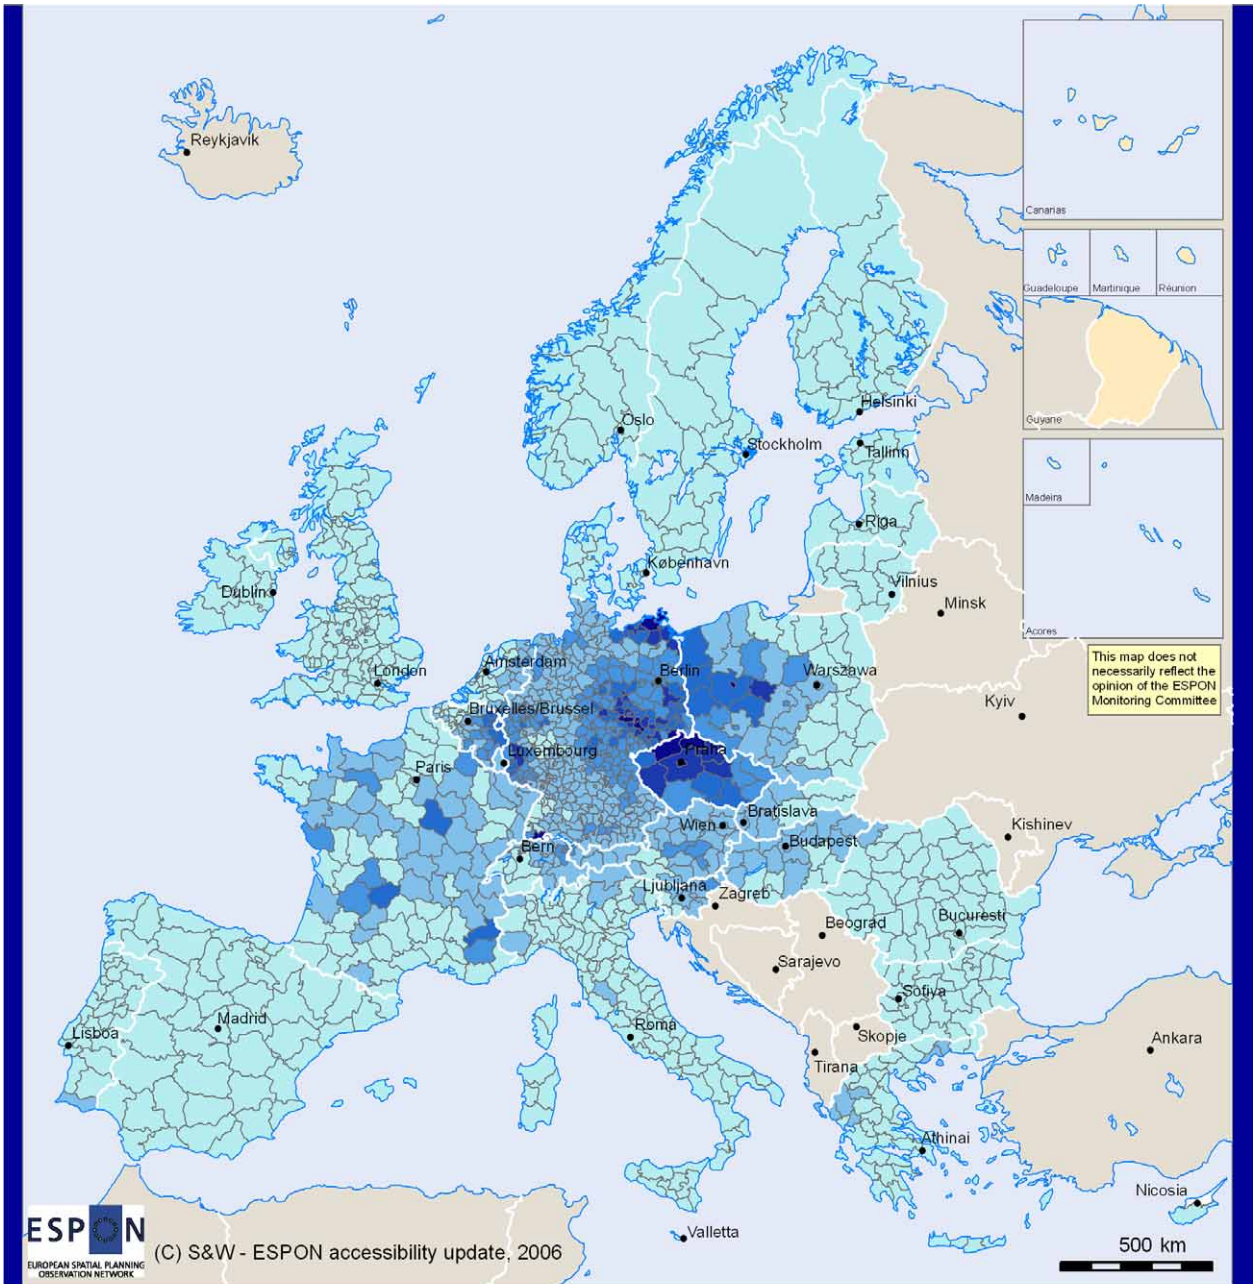 Reykjavik
Canarias
Guadeloupe
Martinique
Réunion
Guyane
Madeira
Acores
Helsinki
Oslo
Stockholm
Tallinn
Riga
København
Dublin
Vilnius
Minsk
This map does not
necessarily reflect the
opinion of the ESPON
Monitoring Committee
London
Amsterdam
Berlin
Warszawa
Bruxelles/Brussel
Kyiv
Luxembourg
Praha
Paris
Bratislava
Wien
Kishinev
Bern
Budapest
Ljubljana
Zagreb
Beograd
Bucuresti
Sarajevo
Sofiya
Madrid
Lisboa
Roma
Skopje
Ankara
Tirana
Athinai
Nicosia
Valletta
ESPON
EUROPEAN SPATIAL PLANNING
OBSERVATION NETWORK
(C) S&W - ESPON accessibility update, 2006
500 km